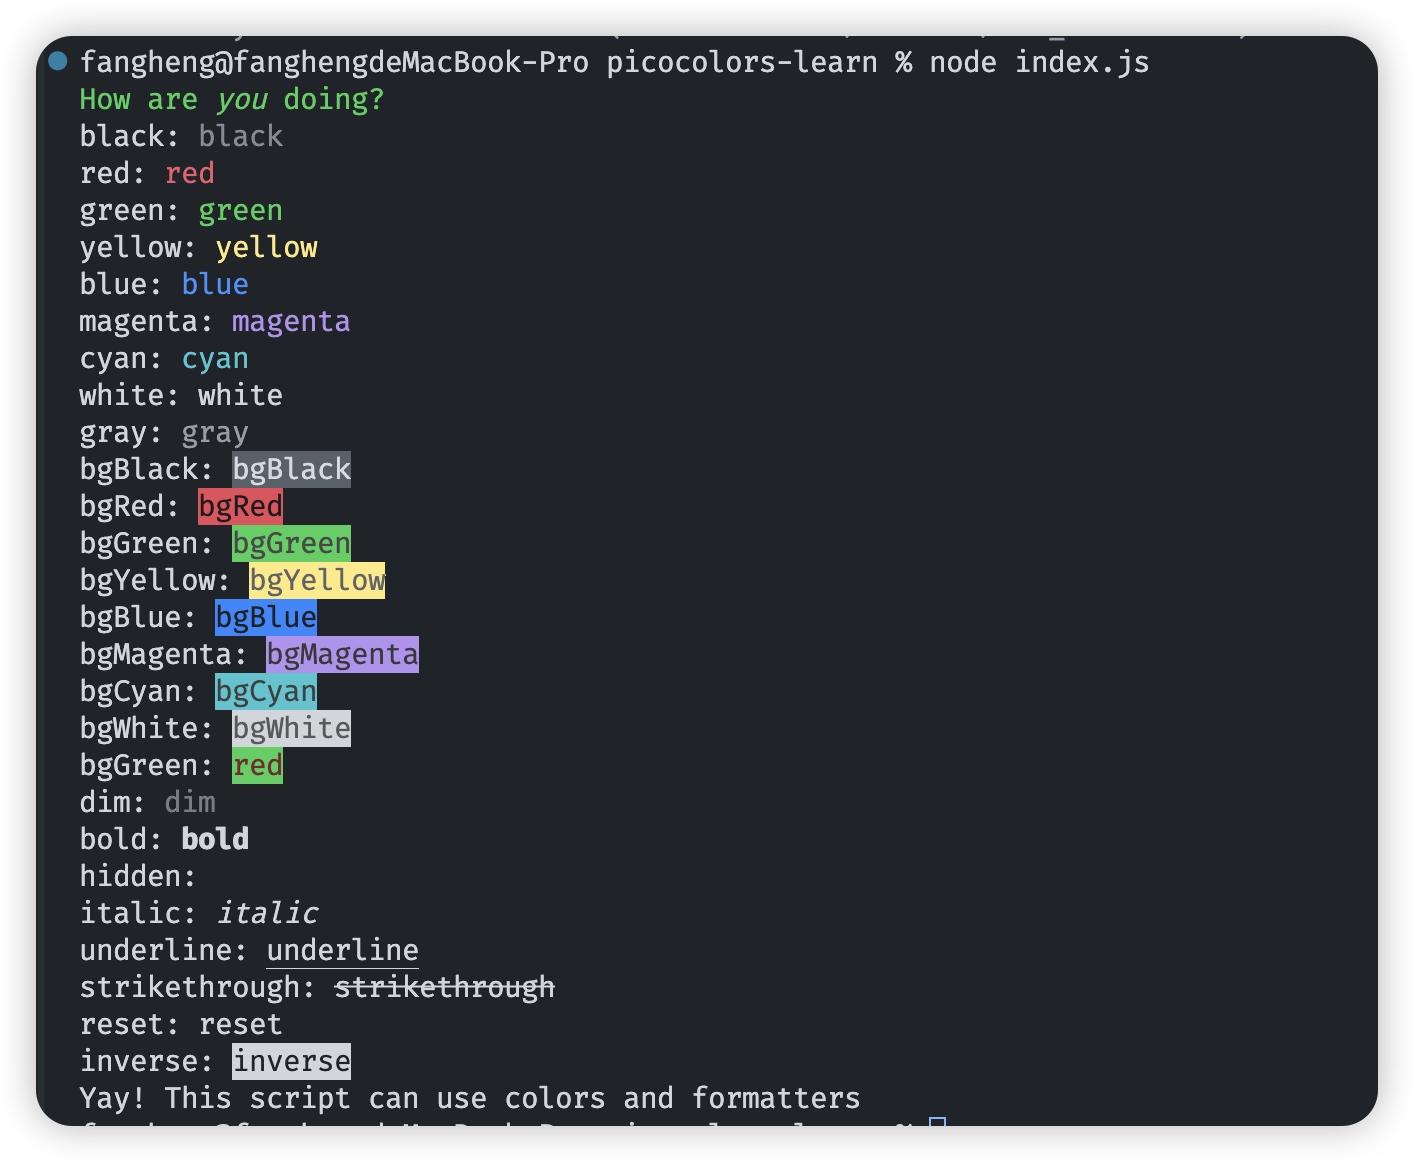 fangheng@fanghengdeMacBook-Pro picocolors-learn % node index.js
How are you doing?
black: black
red: red
green: green
yellow: yellow
blue: blue
magenta: magenta
cyan: cyan
white: white
gray: gray
bgBlack: bgBlack
bgRed: bgRed
bgGreen: bgGreen
bgYellow: bgYellow
bgBlue: bgBlue
bgMagenta: bgMagenta
bgCyan: bgCyan
bgWhite: bgWhite
bgGreen: red
dim: dim
bold: bold
hidden:
italic: italic
underline: underline
strikethrough: strikethrough
reset: reset
inverse: inverse
Yay! This script can use colors and formatters